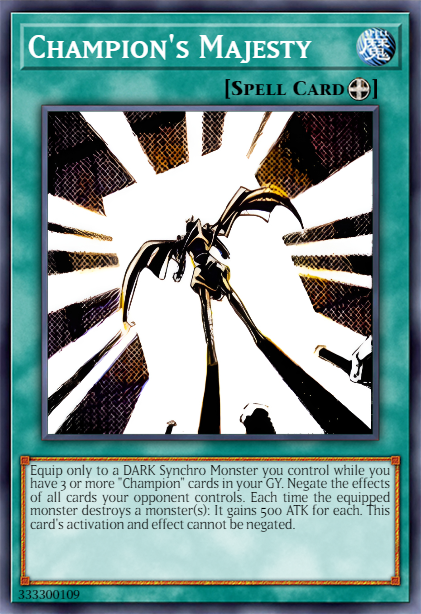 Champion's Majesty
魔
[Spell Card]
Equip only to a DARK Synchro Monster you control while you
have 3 or more "Champion" cards in your GY. Negate the effects
of all cards your opponent controls. Each time the equipped
monster destroys a monster(s): It gains 500 ATK for each. This
card's activation and effect cannot be negated.
333300109